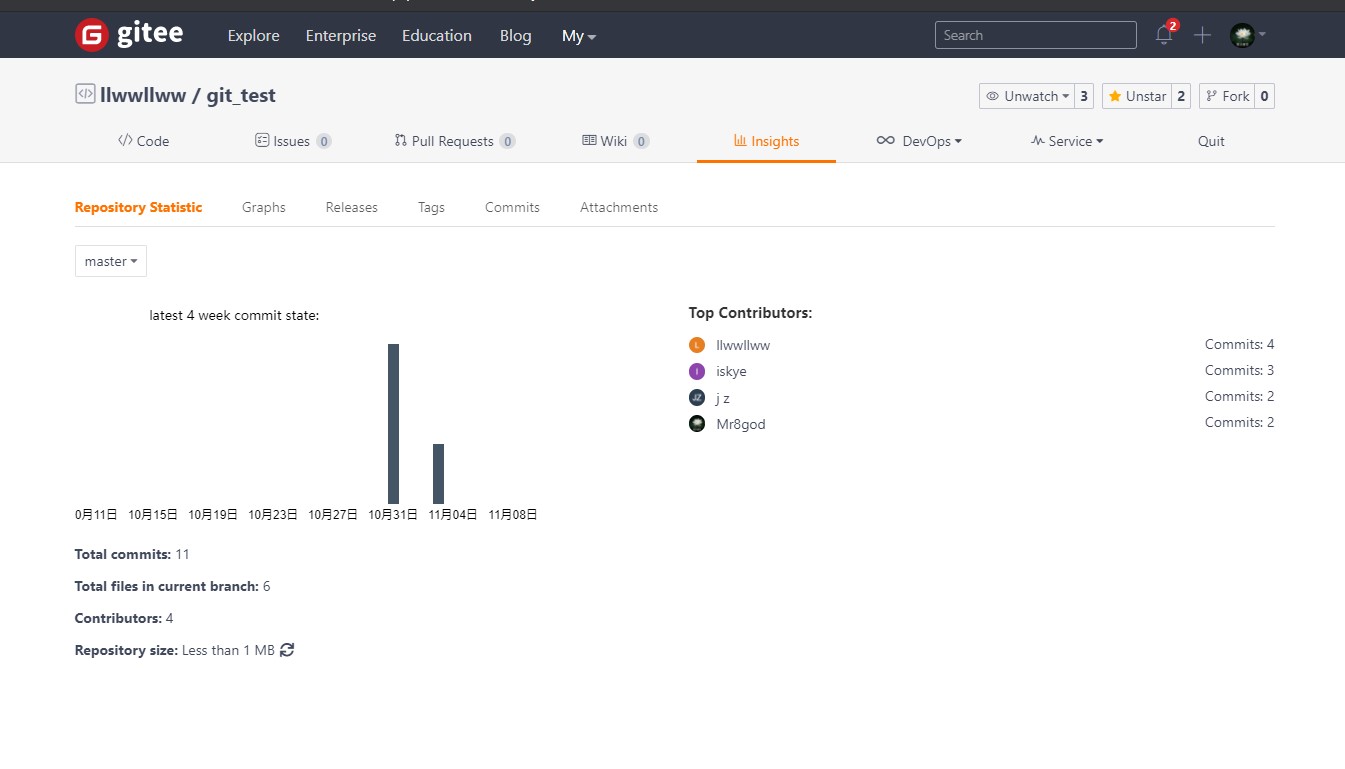 gitee Explore Enterprise Education Blog My Search 2
llwwllww / git_test Unwatch 3 Unstar 2 Fork 0
Code Issues 0 Pull Requests 0 Wiki 0 Insights DevOps Service Quit
Repository Statistic Graphs Releases Tags Commits Attachments
master
latest 4 week commit state:
0月11日 10月15日 10月19日 10月23日 10月27日 10月31日 11月04日 11月08日
Total commits: 11
Total files in current branch: 6
Contributors: 4
Repository size: Less than 1 MB
Top Contributors:
L llwwllww Commits: 4
I iskye Commits: 3
JZ j z Commits: 2
Mr8god Commits: 2